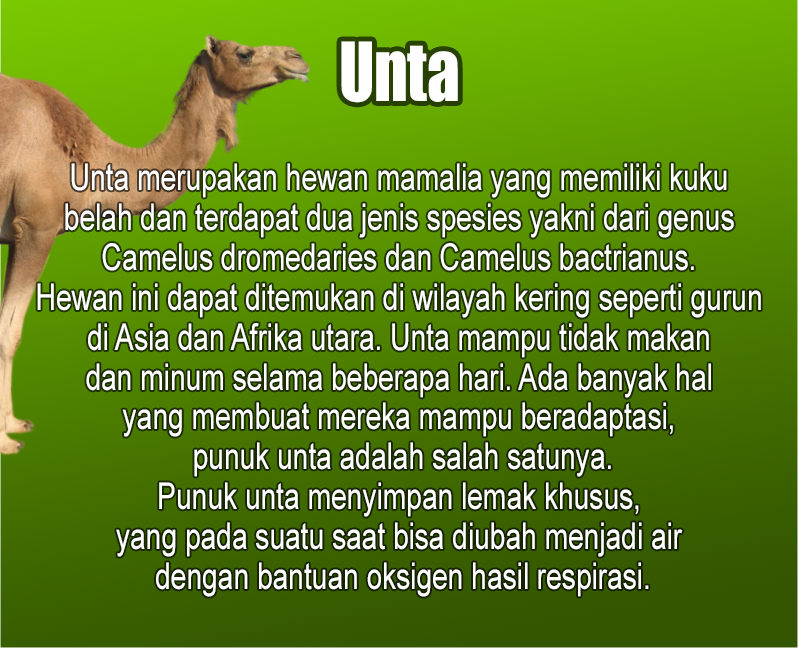 Unta
Unta merupakan hewan mamalia yang memiliki kuku
belah dan terdapat dua jenis spesies yakni dari genus
Camelus dromedaries dan Camelus bactrianus.
Hewan ini dapat ditemukan di wilayah kering seperti gurun
di Asia dan Afrika utara. Unta mampu tidak makan
dan minum selama beberapa hari. Ada banyak hal
yang membuat mereka mampu beradaptasi,
punuk unta adalah salah satunya.
Punuk unta menyimpan lemak khusus,
yang pada suatu saat bisa diubah menjadi air
dengan bantuan oksigen hasil respirasi.